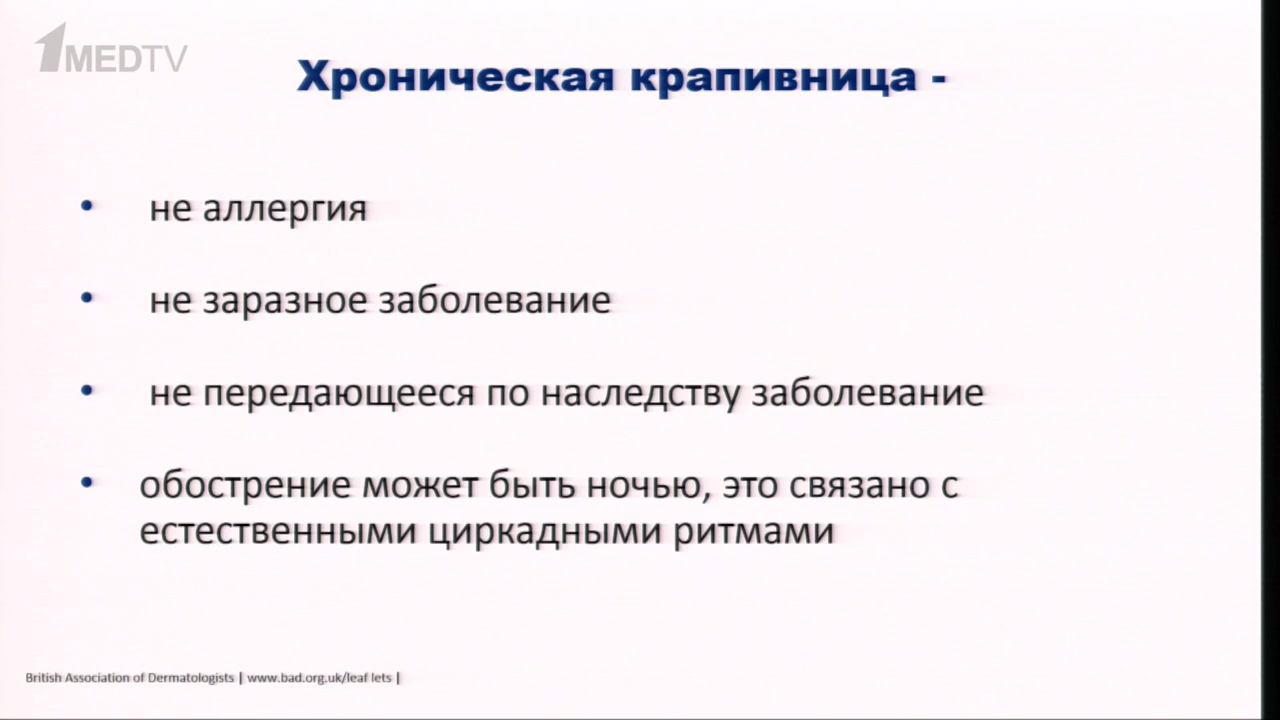 1MEDTV
Хроническая крапивница -
• не аллергия
• не заразное заболевание
• не передающееся по наследству заболевание
• обострение может быть ночью, это связано с
естественными циркадными ритмами
British Association of Dermatologists | www.bad.org.uk/leaf lets |